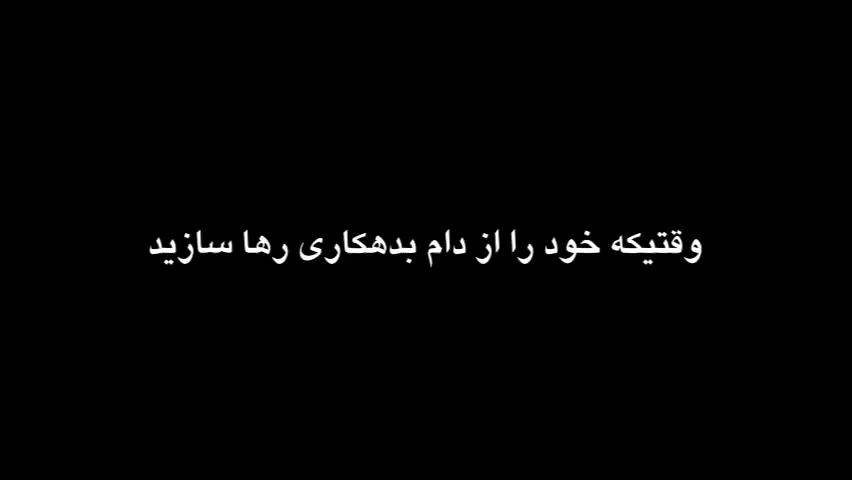 وقتیکه خود را از دام بدهکاری رها سازید